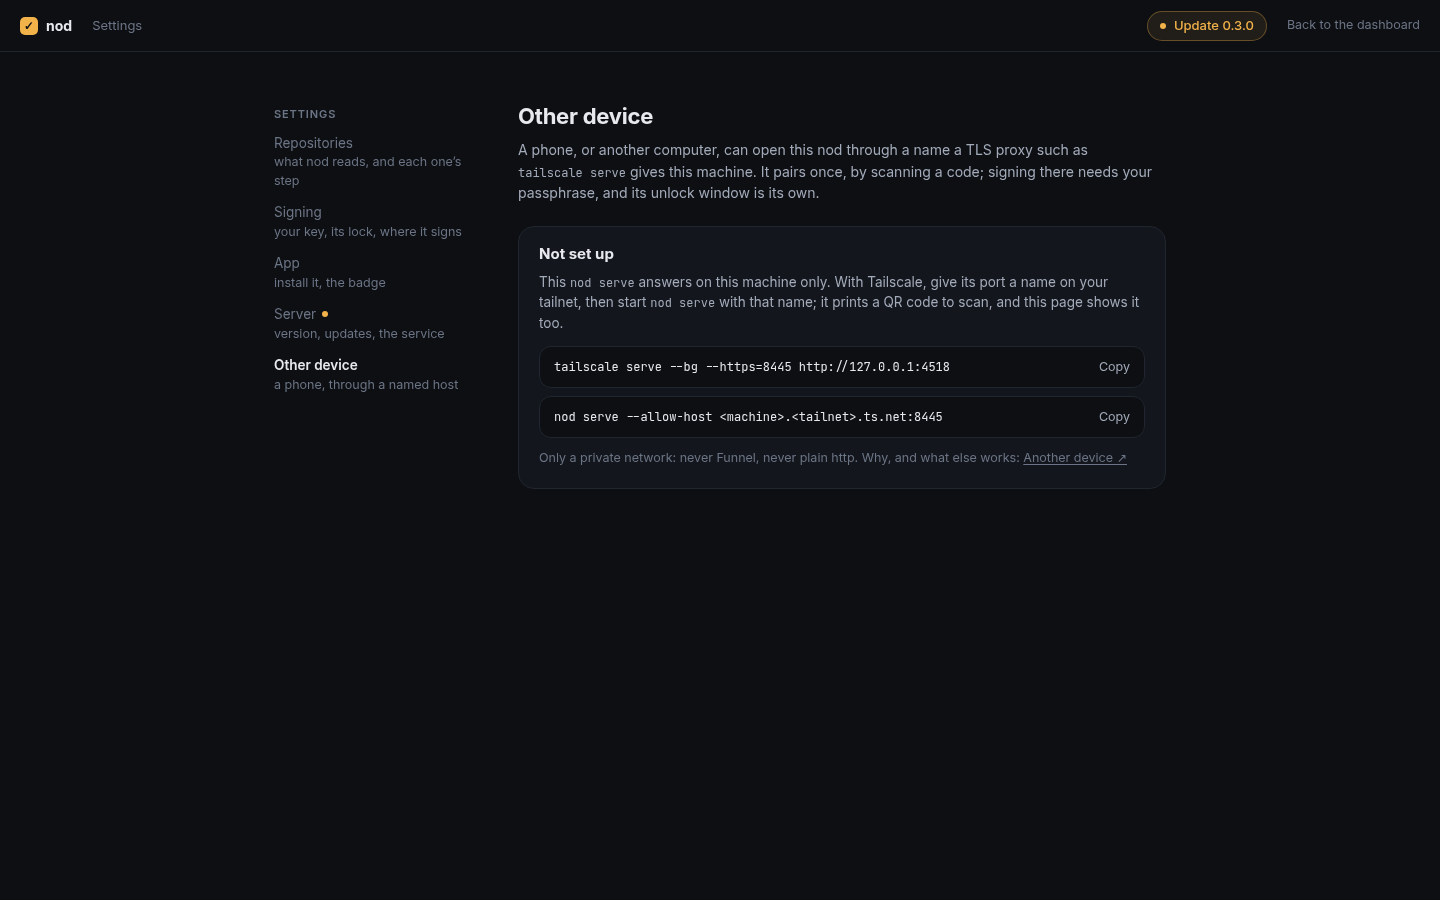 ✓ nod Settings
Update 0.3.0 Back to the dashboard
SETTINGS
Repositories
what nod reads, and each one’s
step
Signing
your key, its lock, where it signs
App
install it, the badge
Server
version, updates, the service
Other device
a phone, through a named host
Other device
A phone, or another computer, can open this nod through a name a TLS proxy such as
tailscale serve gives this machine. It pairs once, by scanning a code; signing there needs your
passphrase, and its unlock window is its own.
Not set up
This nod serve answers on this machine only. With Tailscale, give its port a name on your
tailnet, then start nod serve with that name; it prints a QR code to scan, and this page shows it
too.
tailscale serve --bg --https=8445 http://127.0.0.1:4518 Copy
nod serve --allow-host <machine>.<tailnet>.ts.net:8445 Copy
Only a private network: never Funnel, never plain http. Why, and what else works: Another device ↗